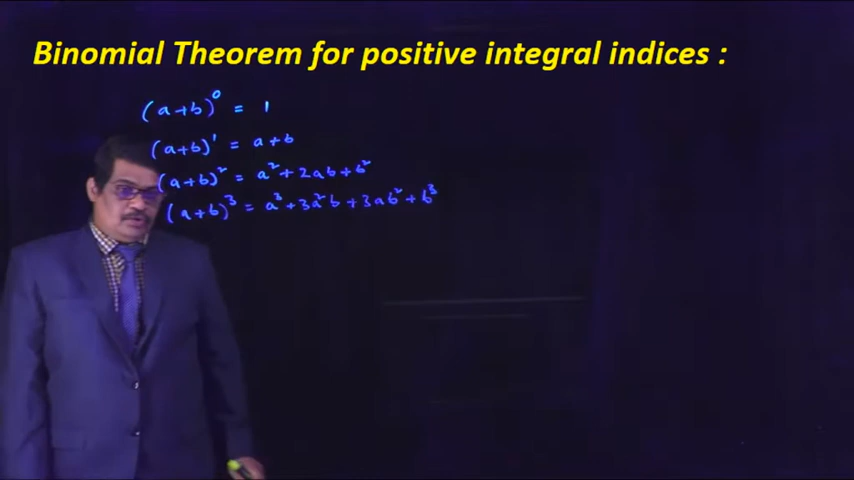 Binomial Theorem for positive integral indices :
(a+b)⁰ = 1
(a+b)¹ = a+b
(a+b)² = a²+2ab+b²
(a+b)³ = a³+3a²b+3ab²+b³